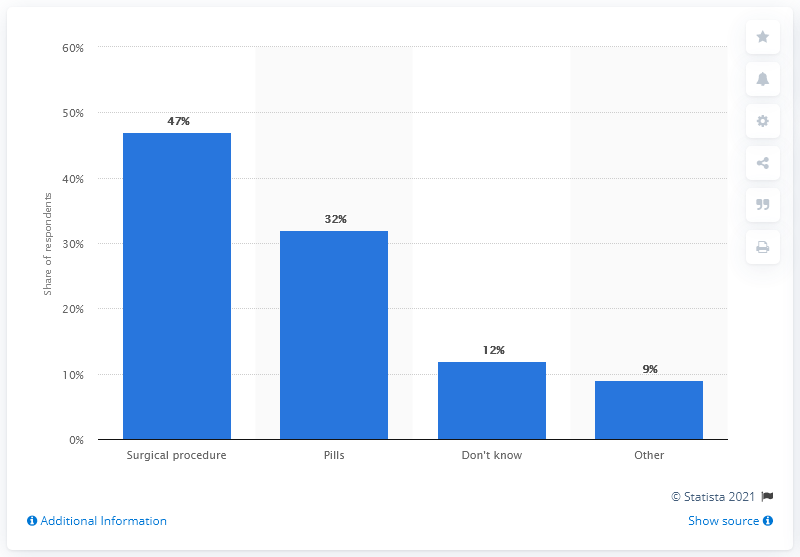 60%
50%
40%
30%
20%
10%
0%
Share of respondents
47%
32%
12%
9%
Surgical procedure
Pills
Don't know
Other
© Statista 2021
Additional Information
Show source